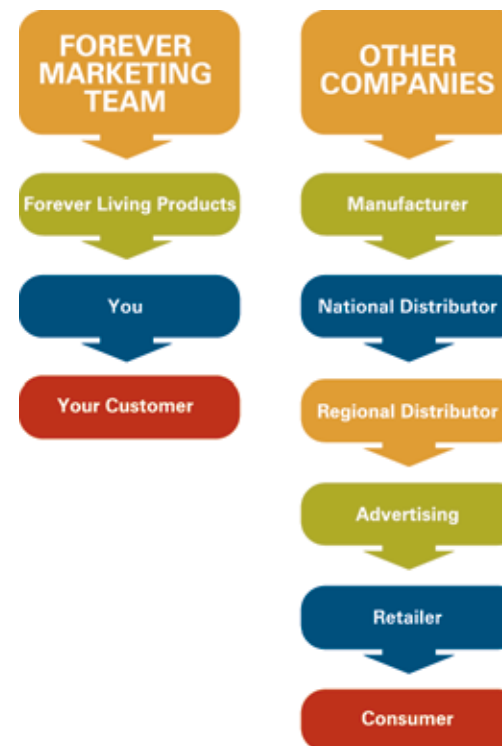 FOREVER
MARKETING
TEAM
Forever Living Products
You
Your Customer
OTHER
COMPANIES
Manufacturer
National Distributor
Regional Distributor
Advertising
Retailer
Consumer